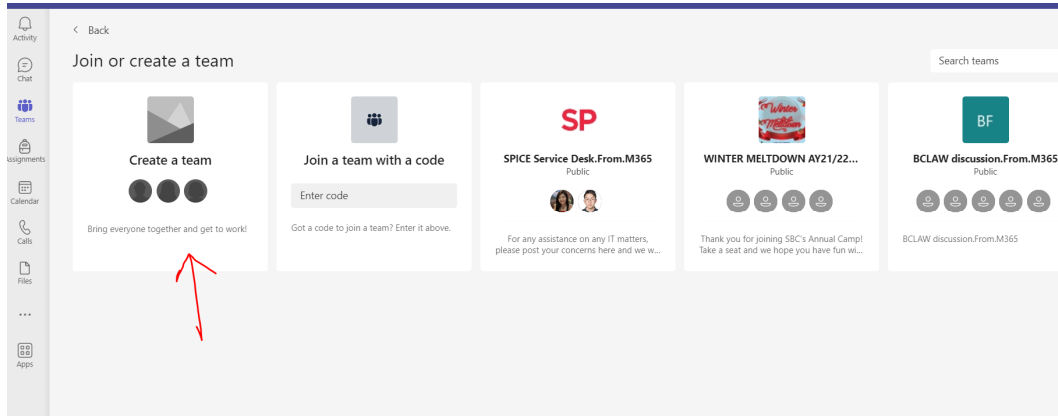 Activity
Chat
Teams
Assignments
Calendar
Calls
Files
Apps
Back
Join or create a team
Search teams
Create a team
Bring everyone together and get to work!
Join a team with a code
Enter code
Got a code to join a team? Enter it above.
SP
SPICE Service Desk.From.M365
Public
For any assistance on any IT matters,
please post your concerns here and we w...
Winter
Meltdown
WINTER MELTDOWN AY21/22...
Public
Thank you for joining SBC's Annual Camp!
Take a seat and we hope you have fun wi...
BF
BCLAW discussion.From.M365
Public
BCLAW discussion.From.M365